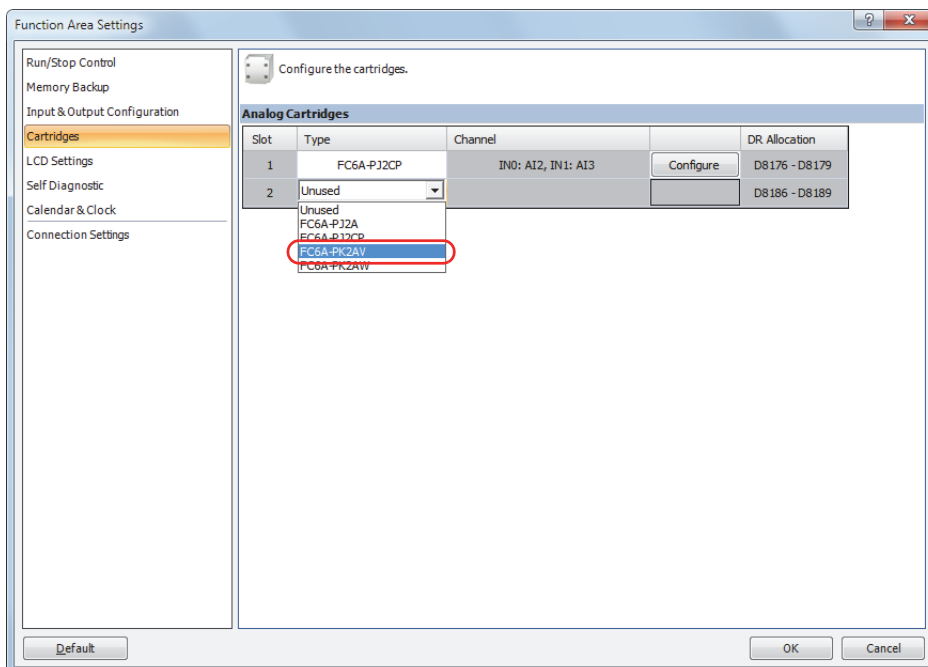 Function Area Settings
?
X
Run/Stop Control
Memory Backup
Input & Output Configuration
Cartridges
LCD Settings
Self Diagnostic
Calendar & Clock
Connection Settings
Configure the cartridges.
Analog Cartridges
Slot Type Channel DR Allocation
1 FC6A-PJ2CP IN0: AI2, IN1: AI3 Configure D8176 - D8179
2 Unused D8186 - D8189
Unused
FC6A-PJ2A
FC6A-PJ2CP
FC6A-PK2AV
FC6A-PK2AW
Default OK Cancel